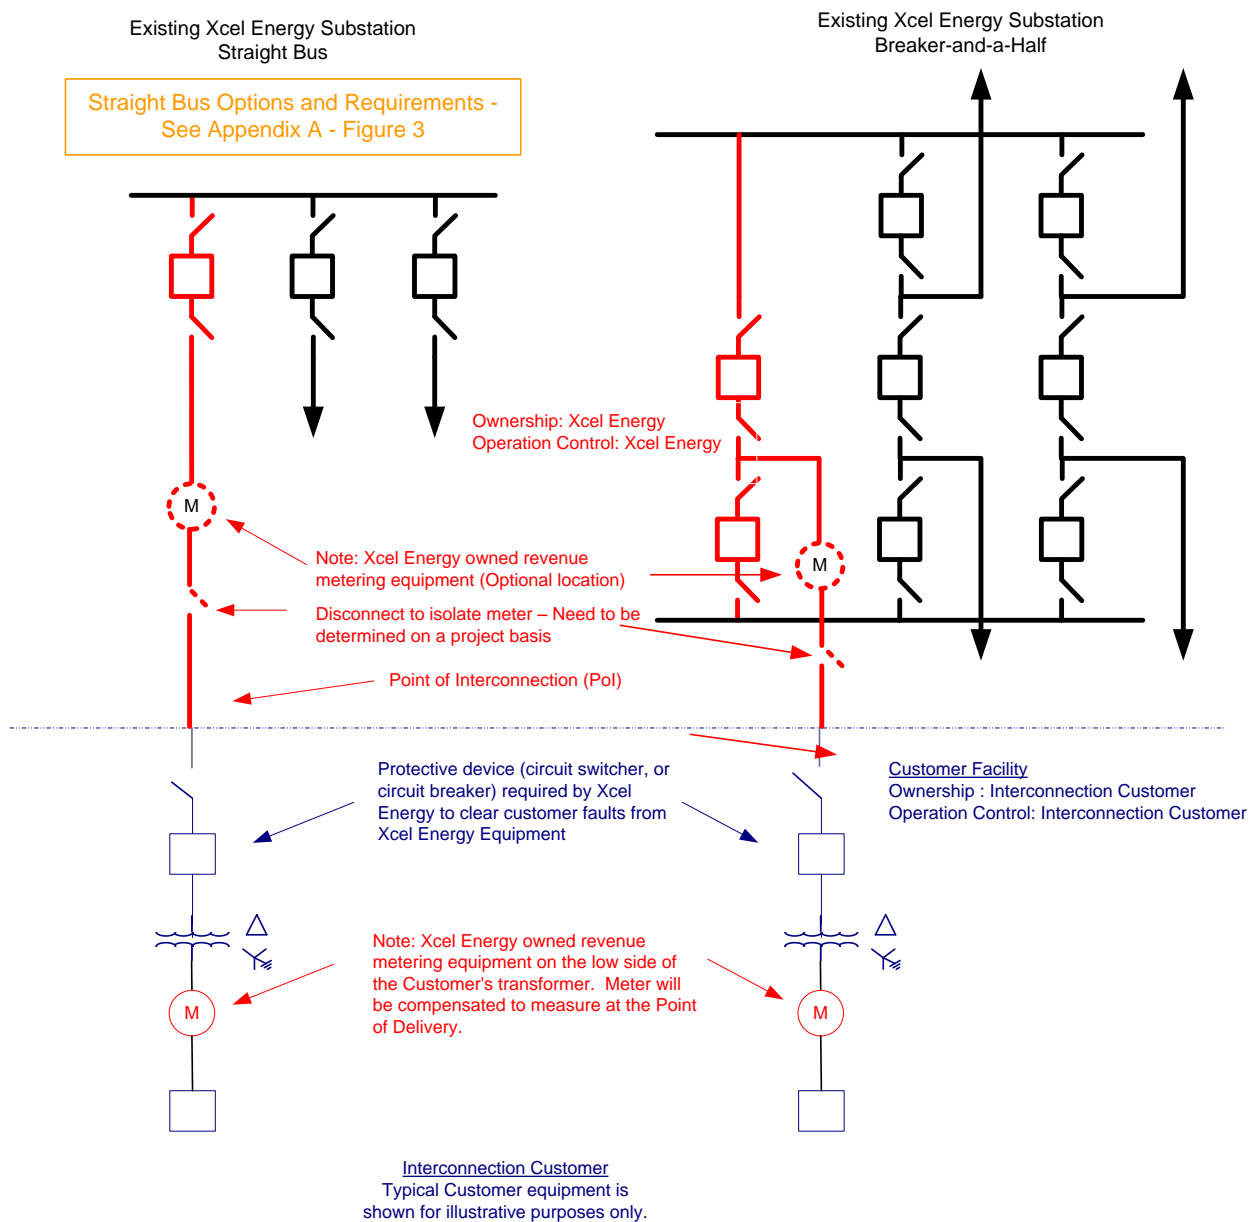 Existing Xcel Energy Substation
Straight Bus
Existing Xcel Energy Substation
Breaker-and-a-Half
Straight Bus Options and Requirements -
See Appendix A - Figure 3
Ownership: Xcel Energy
Operation Control: Xcel Energy
M
Note: Xcel Energy owned revenue
metering equipment (Optional location)
M
Disconnect to isolate meter – Need to be
determined on a project basis
Point of Interconnection (PoI)
Protective device (circuit switcher, or
circuit breaker) required by Xcel
Energy to clear customer faults from
Xcel Energy Equipment
Customer Facility
Ownership : Interconnection Customer
Operation Control: Interconnection Customer
Note: Xcel Energy owned revenue
metering equipment on the low side of
the Customer's transformer.  Meter will
be compensated to measure at the Point
of Delivery.
M
M
Interconnection Customer
Typical Customer equipment is
shown for illustrative purposes only.